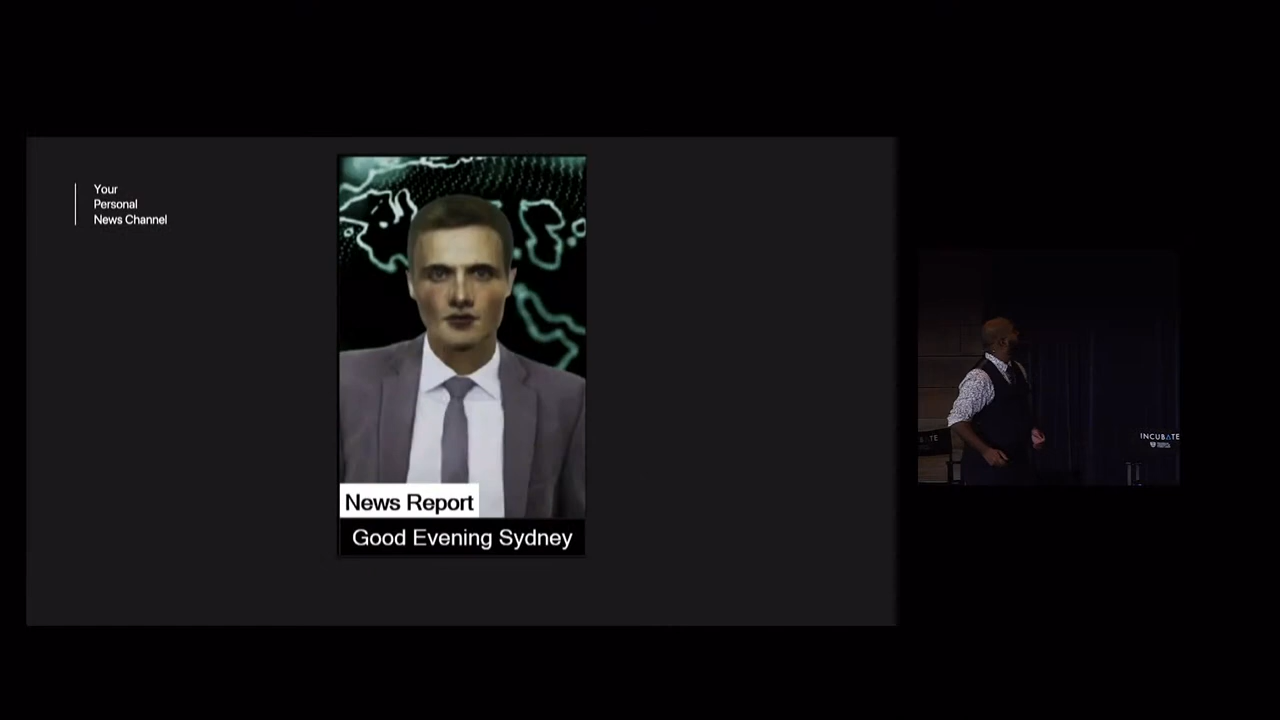 Your
Personal
News Channel
News Report
Good Evening Sydney
INCUBATE